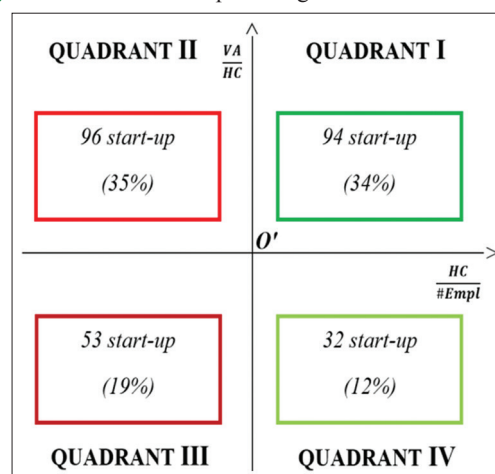 QUADRANT II
VA
HC
QUADRANT I
96 start-up
(35%)
94 start-up
(34%)
O'
HC
#Empl
53 start-up
(19%)
32 start-up
(12%)
QUADRANT III
QUADRANT IV